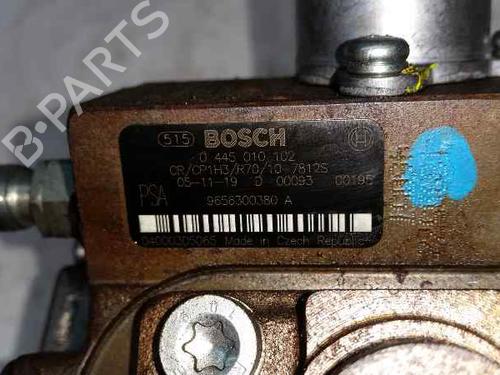 B-PARTS
515 BOSCH
0 445 010 102
CR/CP1H3/R70/10-7812S
05-11-19 D 00093 00195
PSA 9656300380 A
04000305065 Made in Czech Republic